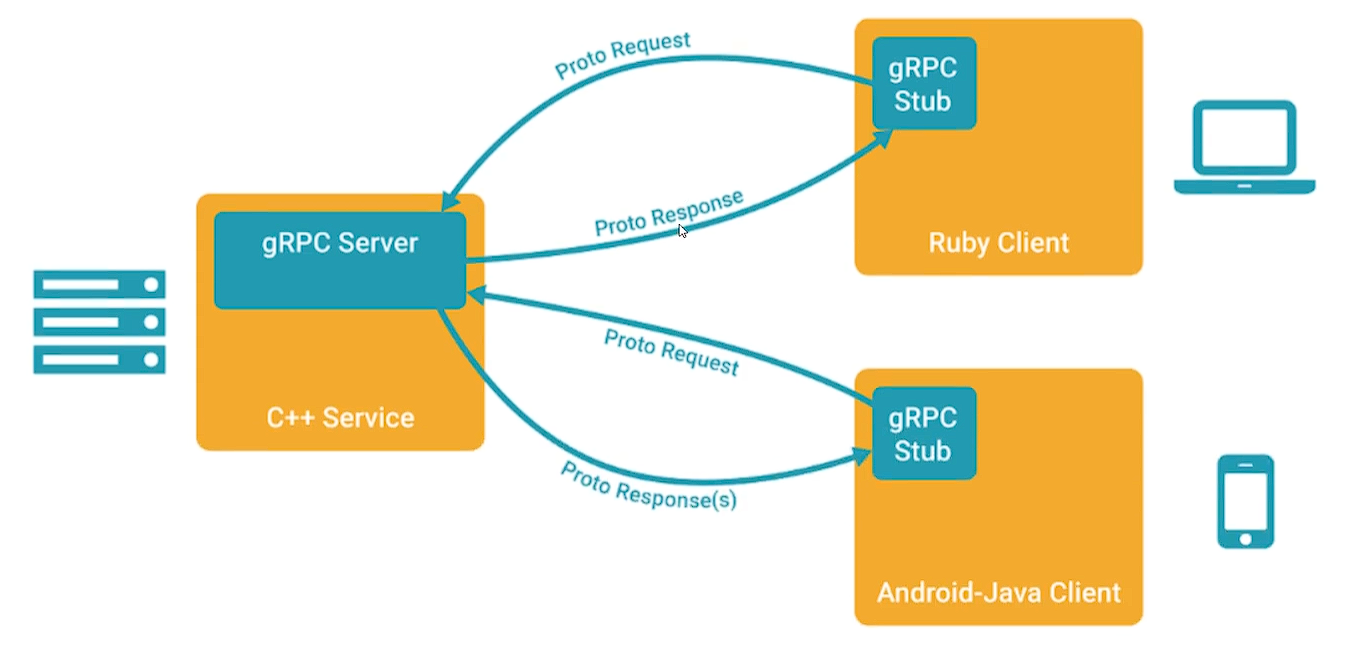 Proto Request
gRPC
Stub
Proto Response
Ruby Client
gRPC Server
C++ Service
Proto Request
gRPC
Stub
Proto Response(s)
Android-Java Client